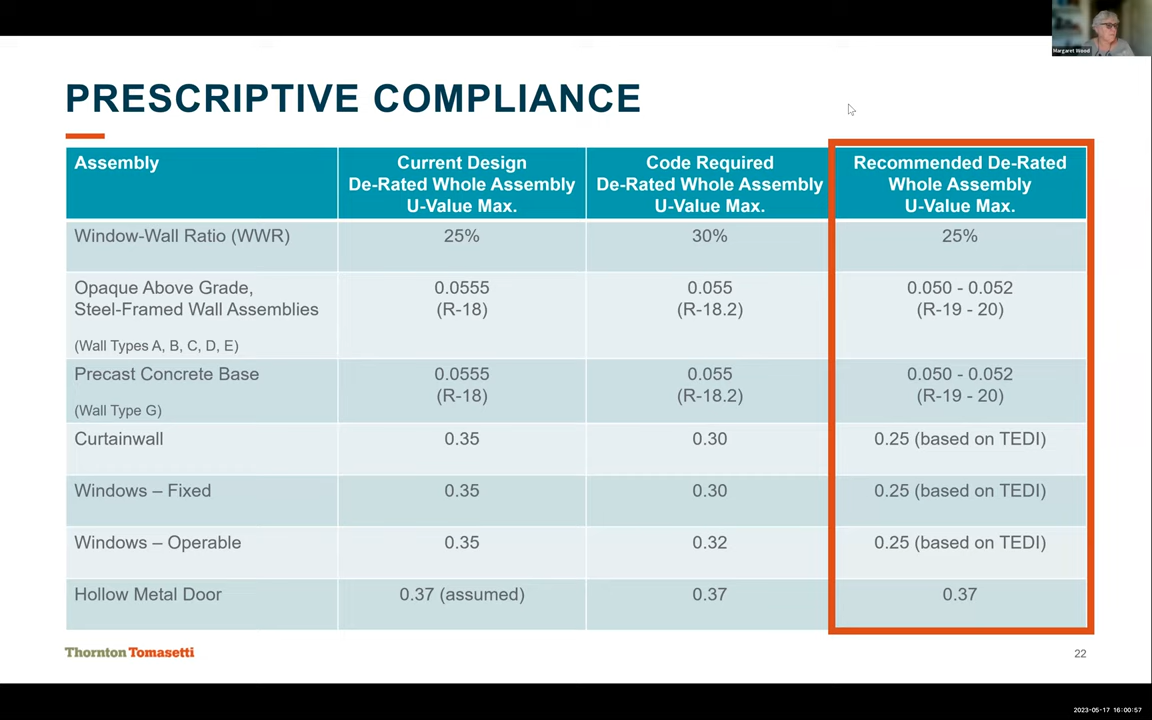 Margaret Wood
PRESCRIPTIVE COMPLIANCE
Assembly
Current Design
De-Rated Whole Assembly
U-Value Max.
Code Required
De-Rated Whole Assembly
U-Value Max.
Recommended De-Rated
Whole Assembly
U-Value Max.
Window-Wall Ratio (WWR)
25%
30%
25%
Opaque Above Grade,
Steel-Framed Wall Assemblies
(Wall Types A, B, C, D, E)
0.0555
(R-18)
0.055
(R-18.2)
0.050 - 0.052
(R-19 - 20)
Precast Concrete Base
(Wall Type G)
0.0555
(R-18)
0.055
(R-18.2)
0.050 - 0.052
(R-19 - 20)
Curtainwall
0.35
0.30
0.25 (based on TEDI)
Windows – Fixed
0.35
0.30
0.25 (based on TEDI)
Windows – Operable
0.35
0.32
0.25 (based on TEDI)
Hollow Metal Door
0.37 (assumed)
0.37
0.37
Thornton Tomasetti
22
2023-05-17 16:00:57